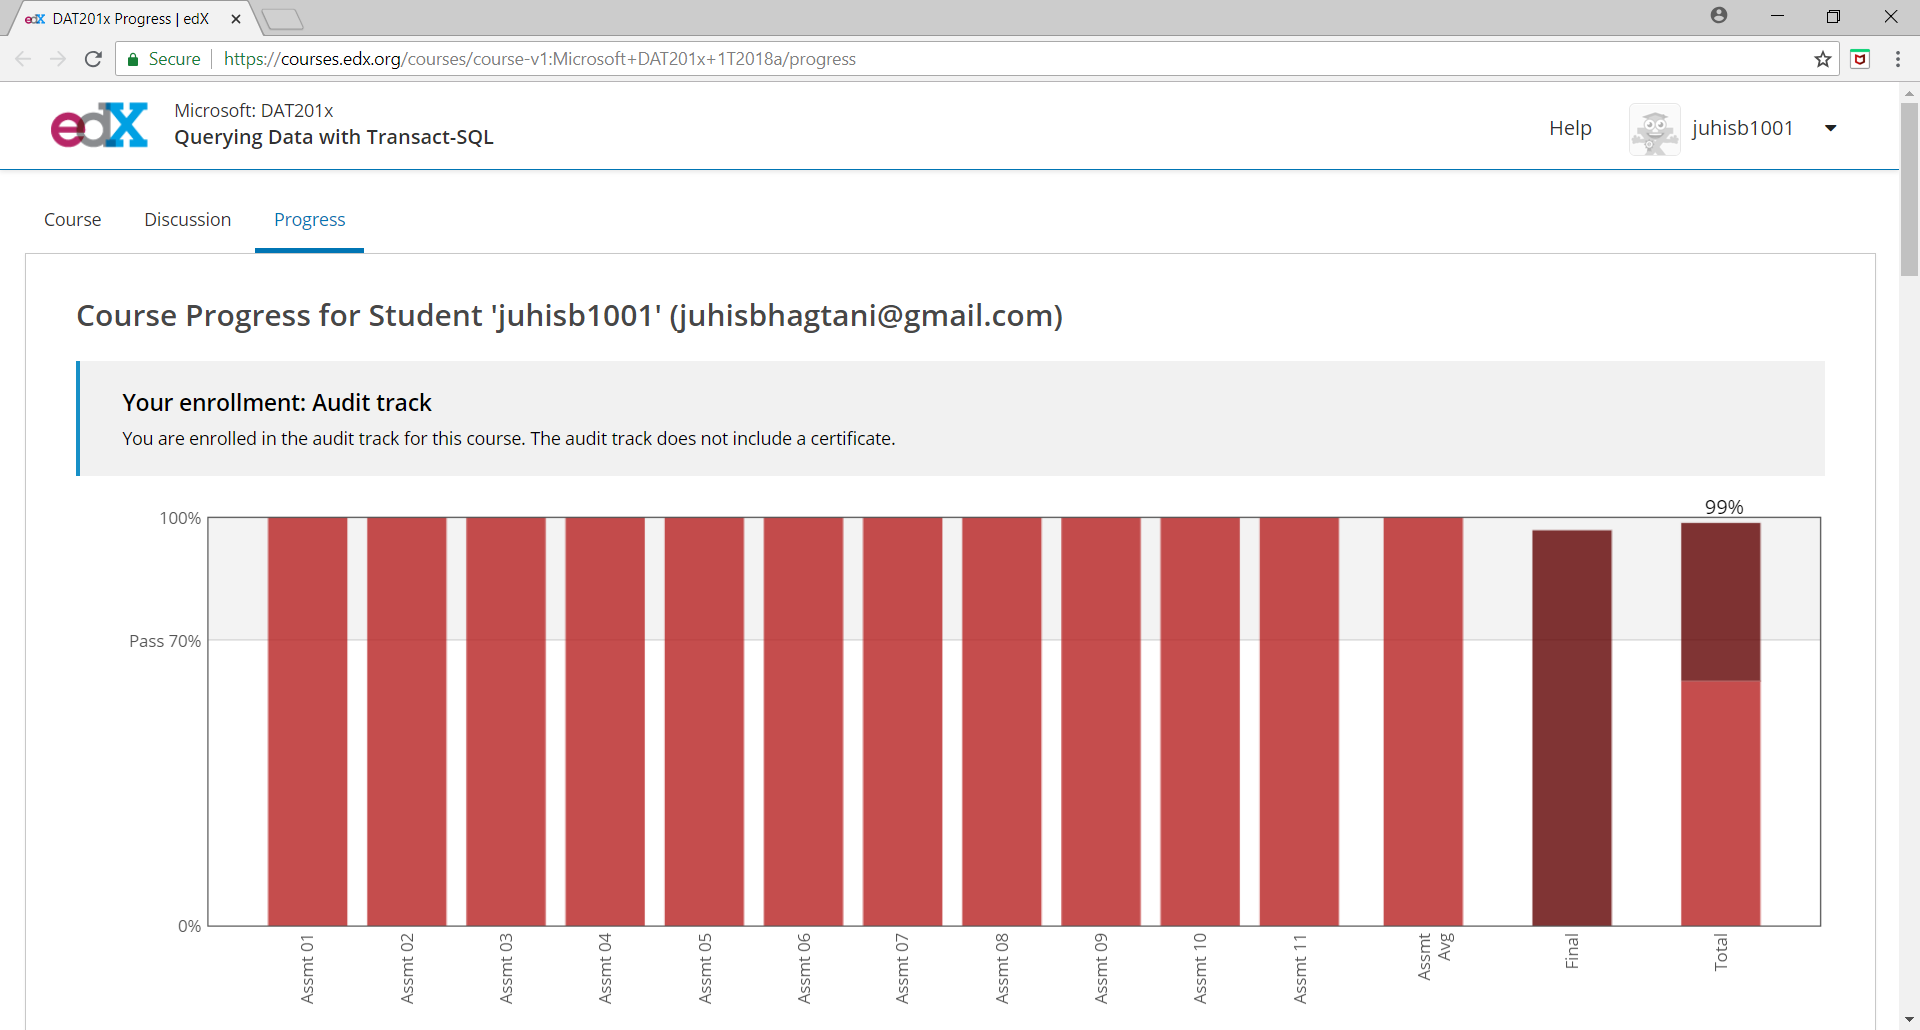 edX DAT201x Progress | edX
Secure https://courses.edx.org/courses/course-v1:Microsoft+DAT201x+1T2018a/progress
edX
Microsoft: DAT201x
Querying Data with Transact-SQL
Help
juhisb1001
Course Discussion Progress
Course Progress for Student 'juhisb1001' (juhisbhagtani@gmail.com)
Your enrollment: Audit track
You are enrolled in the audit track for this course. The audit track does not include a certificate.
99%
100%
Pass 70%
0%
Assmt 01
Assmt 02
Assmt 03
Assmt 04
Assmt 05
Assmt 06
Assmt 07
Assmt 08
Assmt 09
Assmt 10
Assmt 11
Assmt
Avg
Final
Total